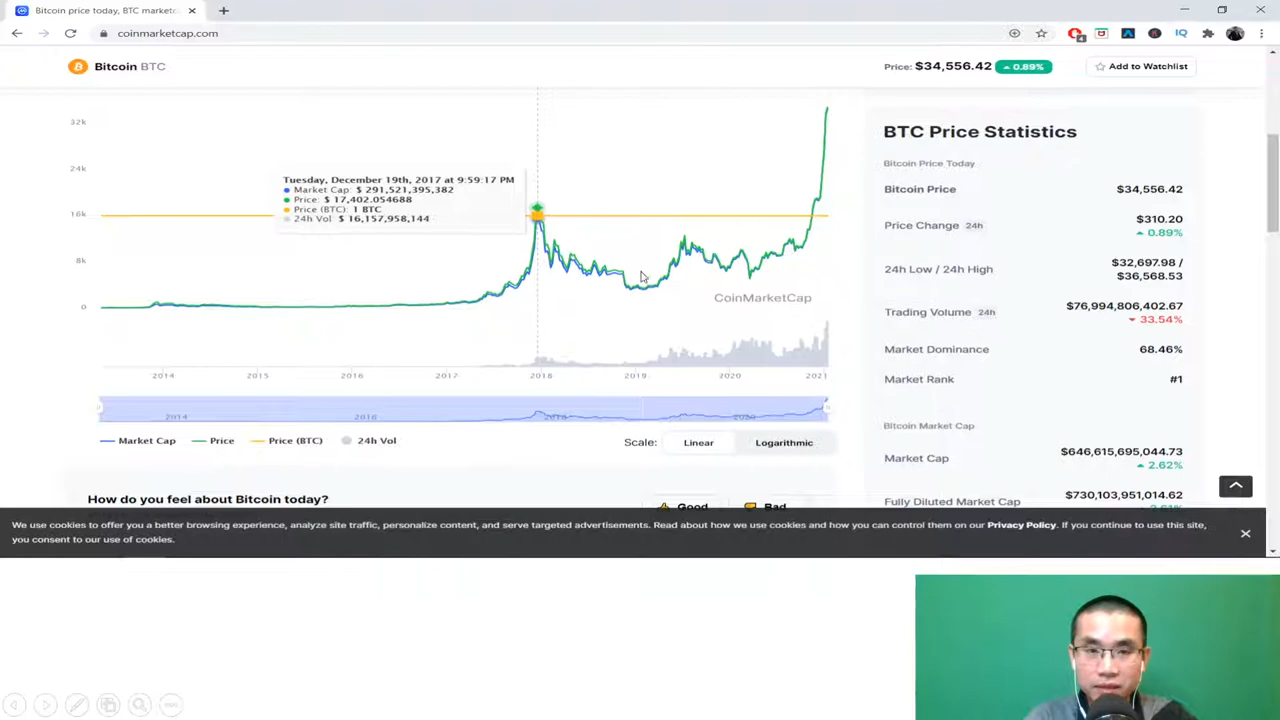 Bitcoin price today, BTC marketc
coinmarketcap.com
4
IQ
Bitcoin BTC
Price: $34,556.42 0.89%
Add to Watchlist
32k
24k
16k
8k
0
Tuesday, December 19th, 2017 at 9:59:17 PM
Market Cap: $ 291,521,395,382
Price: $ 17,402.054688
Price (BTC): 1 BTC
24h Vol: $ 16,157,958,144
CoinMarketCap
2014 2015 2016 2017 2018 2019 2020 2021
2014 2016 2018 2020
Market Cap Price Price (BTC) 24h Vol
Scale: Linear Logarithmic
How do you feel about Bitcoin today?
Good Bad
BTC Price Statistics
Bitcoin Price Today
Bitcoin Price $34,556.42
Price Change 24h $310.20
0.89%
24h Low / 24h High $32,697.98 /
$36,568.53
Trading Volume 24h $76,994,806,402.67
33.54%
Market Dominance 68.46%
Market Rank #1
Bitcoin Market Cap
Market Cap $646,615,695,044.73
2.62%
Fully Diluted Market Cap $730,103,951,014.62
We use cookies to offer you a better browsing experience, analyze site traffic, personalize content, and serve targeted advertisements. Read about how we use cookies and how you can control them on our Privacy Policy. If you continue to use this site,
you consent to our use of cookies.